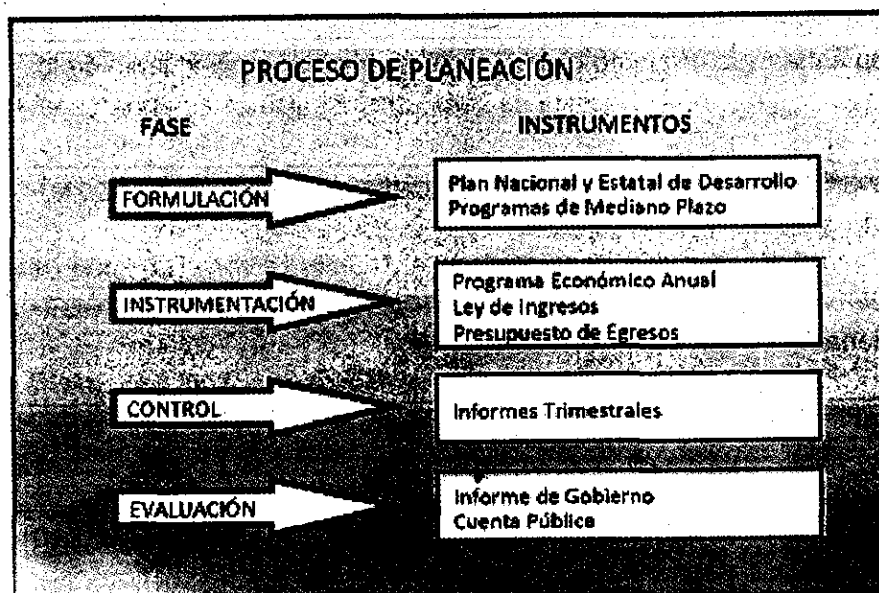 PROCESO DE PLANEACIÓN
FASE
INSTRUMENTOS
FORMULACIÓN
Plan Nacional y Estatal de Desarrollo
Programas de Mediano Plazo
INSTRUMENTACIÓN
Programa Económico Anual
Ley de Ingresos
Presupuesto de Egresos
CONTROL
Informes Trimestrales
EVALUACIÓN
Informe de Gobierno
Cuenta Pública